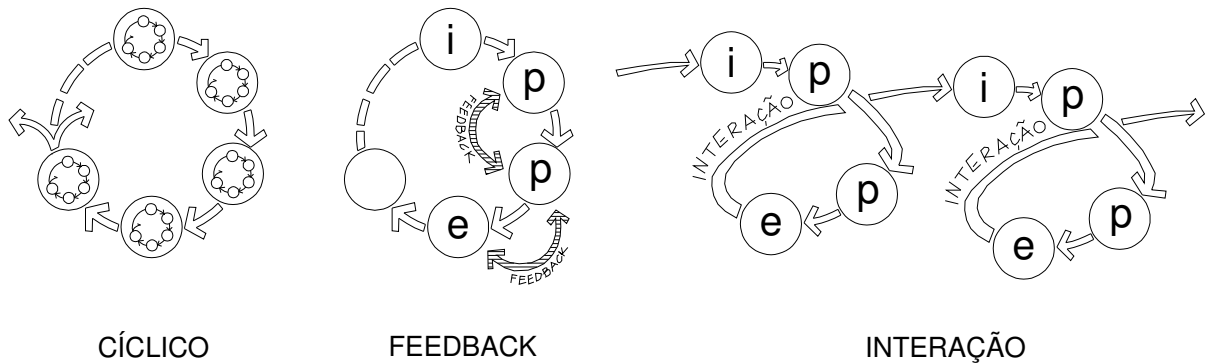 i
p
FEEDBACK
p
e
FEEDBACK
i
p
INTERAÇÃO
p
e
i
p
INTERAÇÃO
p
e
CÍCLICO
FEEDBACK
INTERAÇÃO